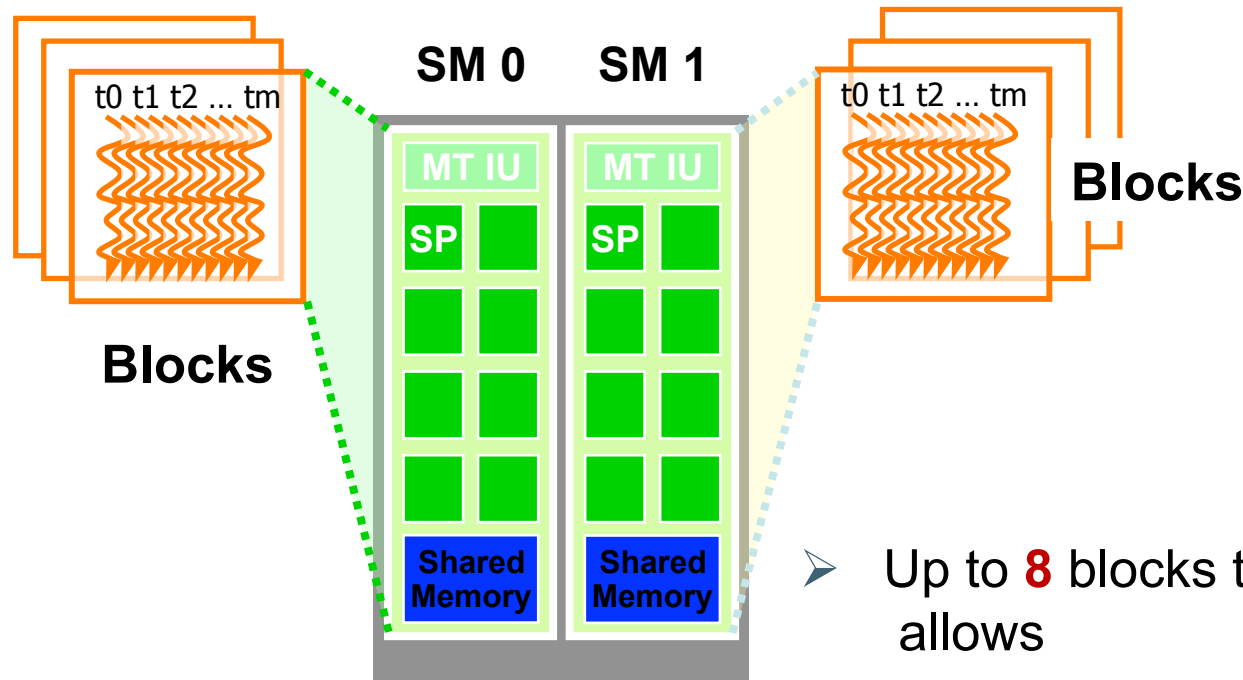 SM 0 SM 1
t0 t1 t2 ... tm
t0 t1 t2 ... tm
MT IU MT IU
Blocks
SP SP
Blocks
Shared Shared
Memory Memory
➢ Up to 8 blocks t
allows